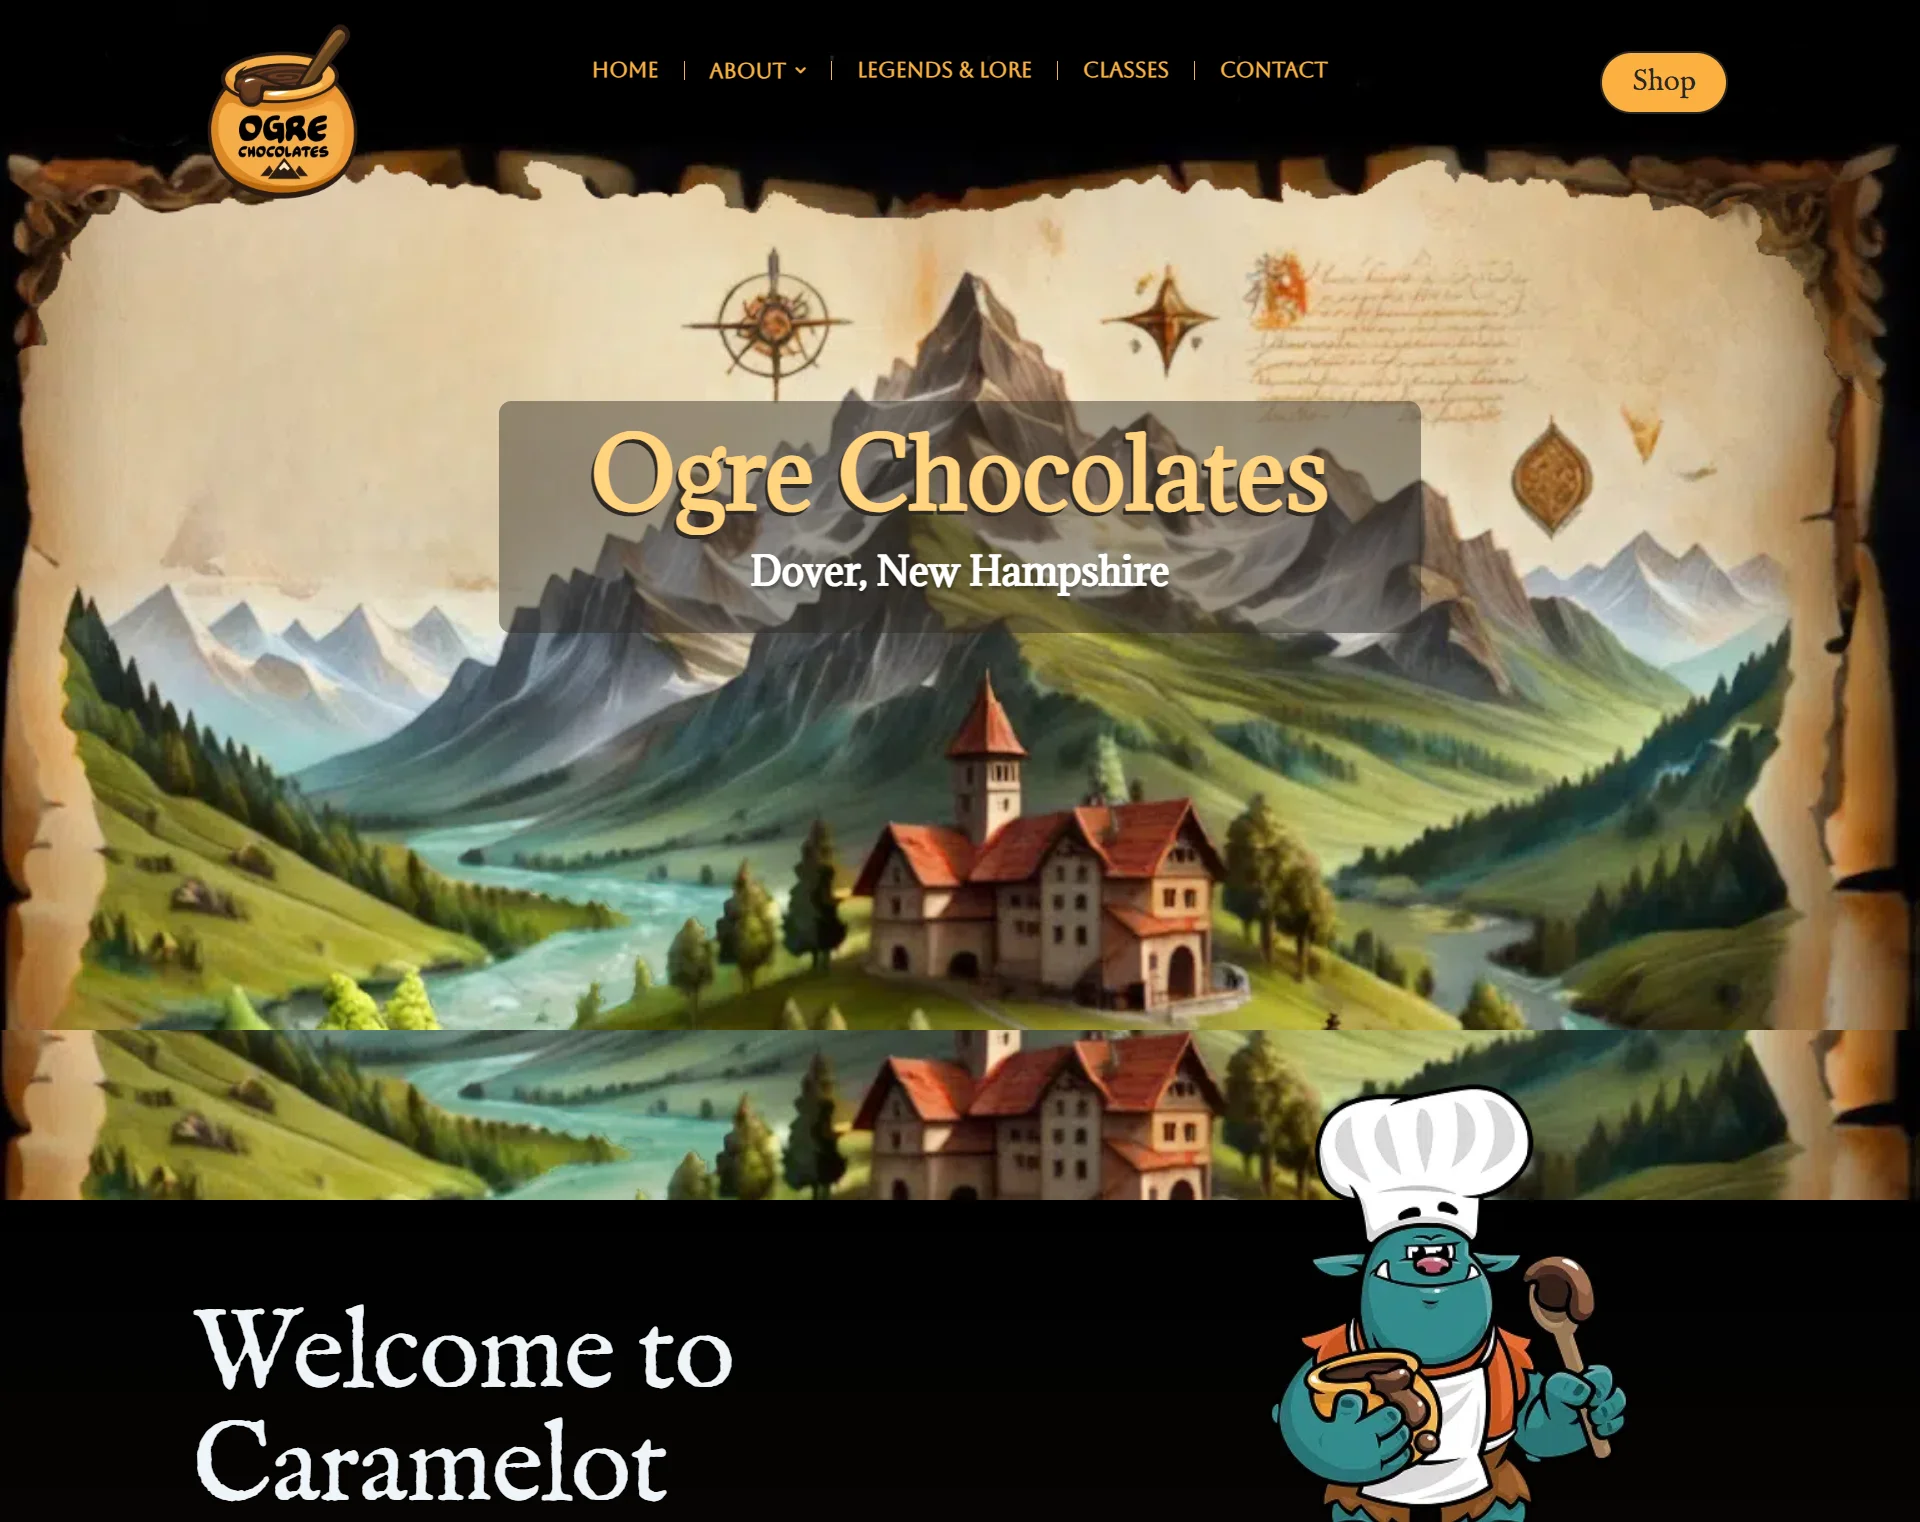 OGRE
CHOCOLATES
HOME
ABOUT
LEGENDS & LORE
CLASSES
CONTACT
Shop
Ogre Chocolates
Dover, New Hampshire
Welcome to
Caramelot